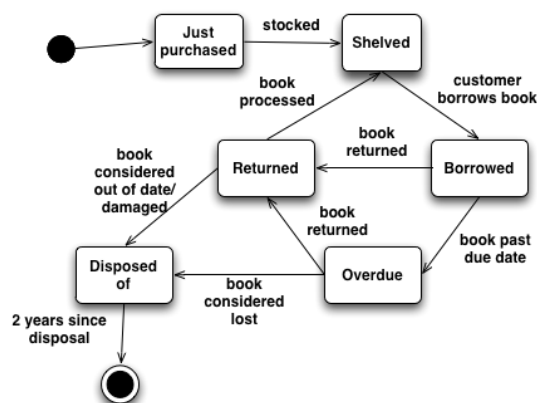 Just
purchased
stocked
Shelved
book
processed
customer
borrows book
book
returned
Returned
Borrowed
book
considered
out of date/
damaged
book
returned
book past
due date
Disposed
of
Overdue
book
considered
lost
2 years since
disposal